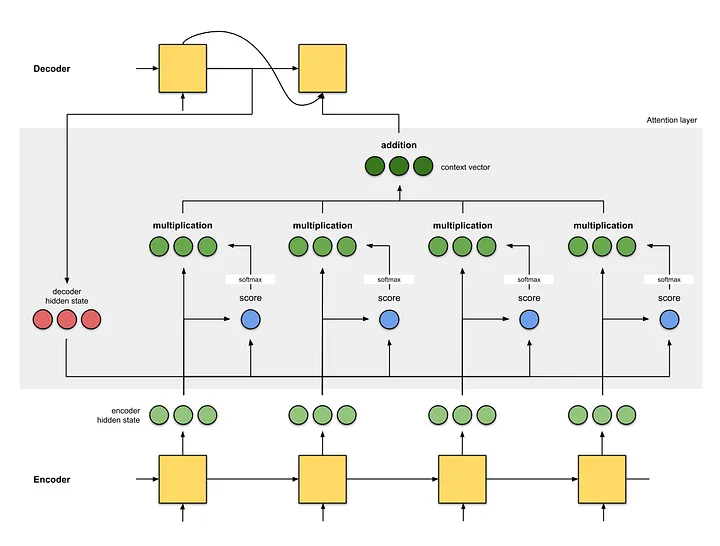 Decoder
Attention layer
addition
context vector
multiplication
multiplication
multiplication
multiplication
softmax
softmax
softmax
softmax
decoder
hidden state
score
score
score
score
encoder
hidden state
Encoder